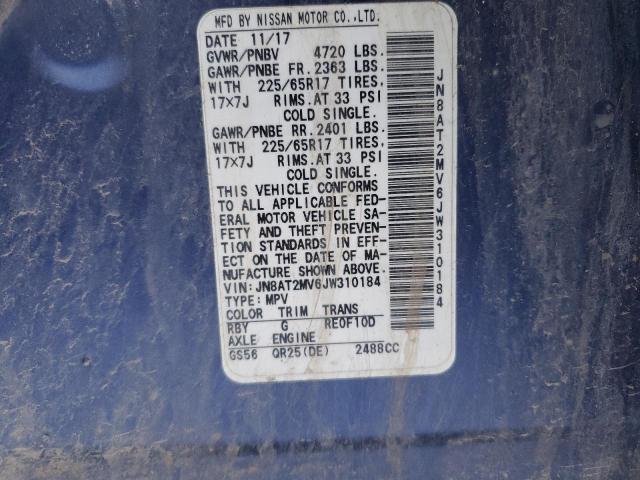 MFD BY NISSAN MOTOR CO.,LTD.
DATE 11/17
GVWR/PNBV 4720 LBS.
GAWR/PNBE FR. 2363 LBS.
WITH 225/65R17 TIRES,
17x7J RIMS.AT 33 PSI
COLD SINGLE.
GAWR/PNBE RR. 2401 LBS.
WITH 225/65R17 TIRES,
17x7J RIMS.AT 33 PSI
COLD SINGLE.
THIS VEHICLE CONFORMS
TO ALL APPLICABLE FED-
ERAL MOTOR VEHICLE SA-
FETY AND THEFT PREVEN-
TION STANDARDS IN EFF-
ECT ON THE DATE OF MA-
NUFACTURE SHOWN ABOVE.
VIN: JN8AT2MV6JW310184
TYPE: MPV
COLOR TRIM TRANS
RBY G RE0F10D
AXLE ENGINE
GS56 QR25(DE) 2488CC
JN8AT2MV6JW310184